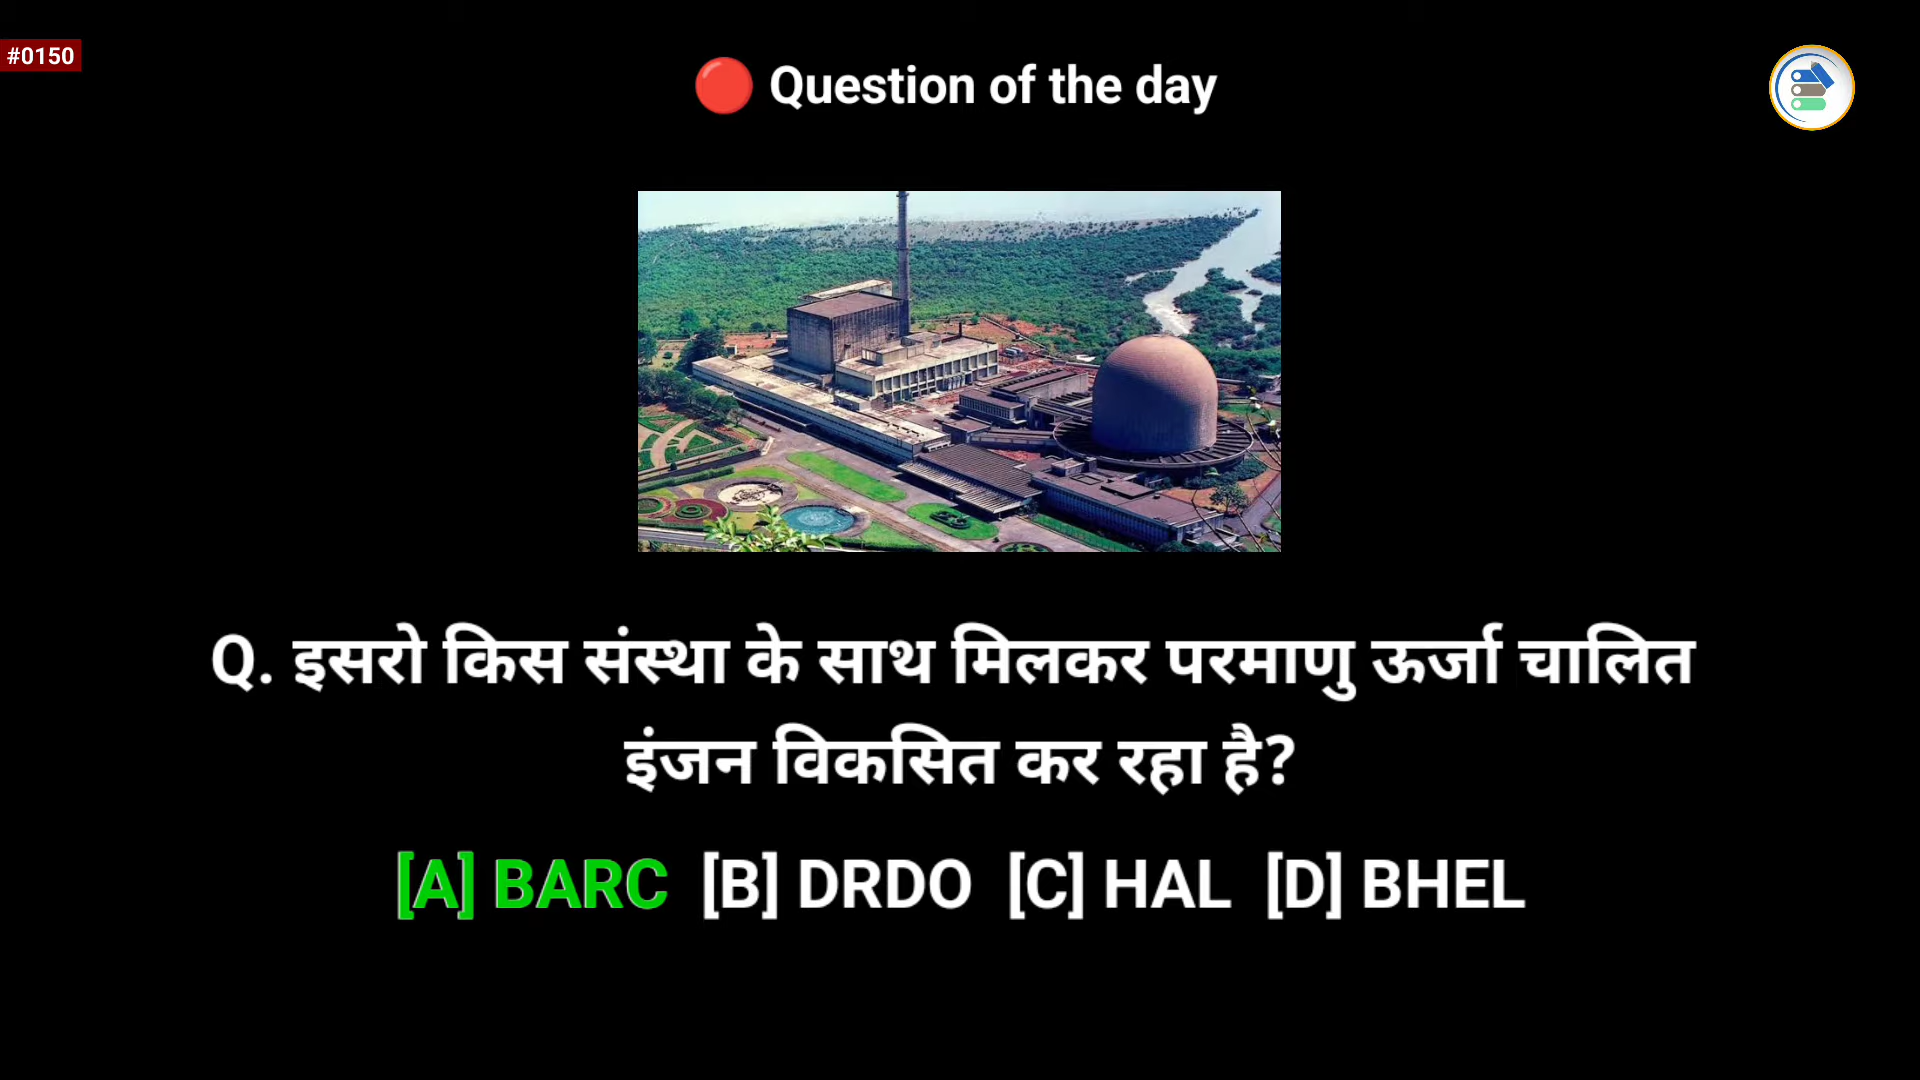 #0150
Question of the day
Q. इसरो किस संस्था के साथ मिलकर परमाणु ऊर्जा चालित
इंजन विकसित कर रहा है?
[A] BARC [B] DRDO [C] HAL [D] BHEL